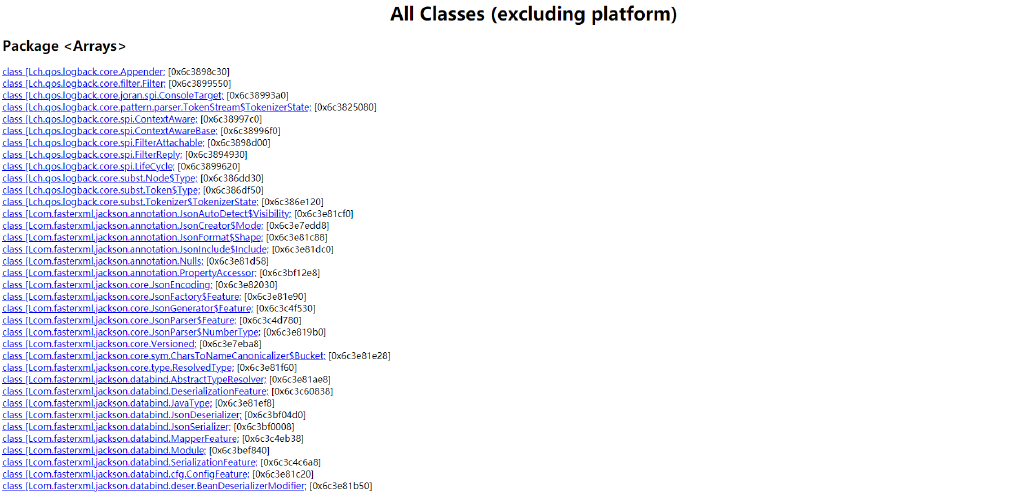 All Classes (excluding platform)
Package <Arrays>
class [Lch.qos.logback.core.Appender; [0x6c3898c30]
class [Lch.qos.logback.core.filter.Filter; [0x6c3899550]
class [Lch.qos.logback.core.joran.spi.ConsoleTarget; [0x6c38993a0]
class [Lch.qos.logback.core.pattern.parser.TokenStream$TokenizerState; [0x6c3825080]
class [Lch.qos.logback.core.spi.ContextAware; [0x6c38997c0]
class [Lch.qos.logback.core.spi.ContextAwareBase; [0x6c38996f0]
class [Lch.qos.logback.core.spi.FilterAttachable; [0x6c3898d00]
class [Lch.qos.logback.core.spi.FilterReply; [0x6c3894930]
class [Lch.qos.logback.core.spi.LifeCycle; [0x6c3899620]
class [Lch.qos.logback.core.subst.Node$Type; [0x6c386dd30]
class [Lch.qos.logback.core.subst.Token$Type; [0x6c386df50]
class [Lch.qos.logback.core.subst.Tokenizer$TokenizerState; [0x6c386e120]
class [Lcom.fasterxml.jackson.annotation.JsonAutoDetect$Visibility; [0x6c3e81cf0]
class [Lcom.fasterxml.jackson.annotation.JsonCreator$Mode; [0x6c3e7edd8]
class [Lcom.fasterxml.jackson.annotation.JsonFormat$Shape; [0x6c3e81c88]
class [Lcom.fasterxml.jackson.annotation.JsonInclude$Include; [0x6c3e81dc0]
class [Lcom.fasterxml.jackson.annotation.Nulls; [0x6c3e81d58]
class [Lcom.fasterxml.jackson.annotation.PropertyAccessor; [0x6c3bf12e8]
class [Lcom.fasterxml.jackson.core.JsonEncoding; [0x6c3e82030]
class [Lcom.fasterxml.jackson.core.JsonFactory$Feature; [0x6c3e81e90]
class [Lcom.fasterxml.jackson.core.JsonGenerator$Feature; [0x6c3c4f530]
class [Lcom.fasterxml.jackson.core.JsonParser$Feature; [0x6c3c4d780]
class [Lcom.fasterxml.jackson.core.JsonParser$NumberType; [0x6c3e819b0]
class [Lcom.fasterxml.jackson.core.Versioned; [0x6c3e7eba8]
class [Lcom.fasterxml.jackson.core.sym.CharsToNameCanonicalizer$Bucket; [0x6c3e81e28]
class [Lcom.fasterxml.jackson.core.type.ResolvedType; [0x6c3e81f60]
class [Lcom.fasterxml.jackson.databind.AbstractTypeResolver; [0x6c3e81ae8]
class [Lcom.fasterxml.jackson.databind.DeserializationFeature; [0x6c3c60838]
class [Lcom.fasterxml.jackson.databind.JavaType; [0x6c3e81ef8]
class [Lcom.fasterxml.jackson.databind.JsonDeserializer; [0x6c3bf04d0]
class [Lcom.fasterxml.jackson.databind.JsonSerializer; [0x6c3bf0008]
class [Lcom.fasterxml.jackson.databind.MapperFeature; [0x6c3c4eb38]
class [Lcom.fasterxml.jackson.databind.Module; [0x6c3bef840]
class [Lcom.fasterxml.jackson.databind.SerializationFeature; [0x6c3c4c6a8]
class [Lcom.fasterxml.jackson.databind.cfg.ConfigFeature; [0x6c3e81c20]
class [Lcom.fasterxml.jackson.databind.deser.BeanDeserializerModifier; [0x6c3e81b50]